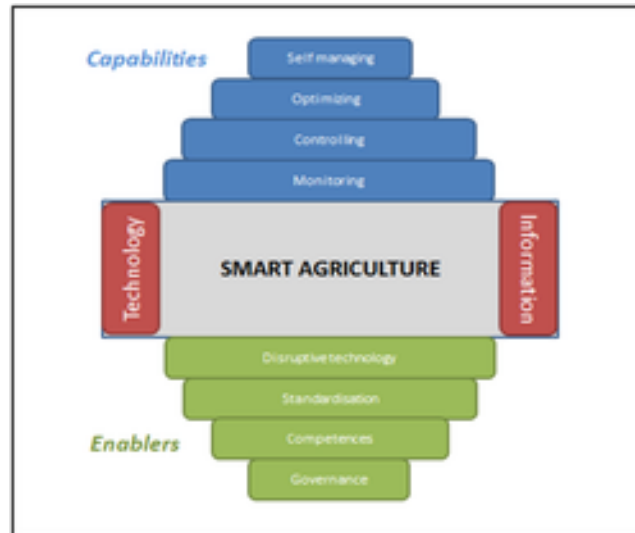 Capabilities
Self managing
Optimizing
Controlling
Monitoring
Technology
SMART AGRICULTURE
Information
Disruptive technology
Standardisation
Enablers
Competences
Governance